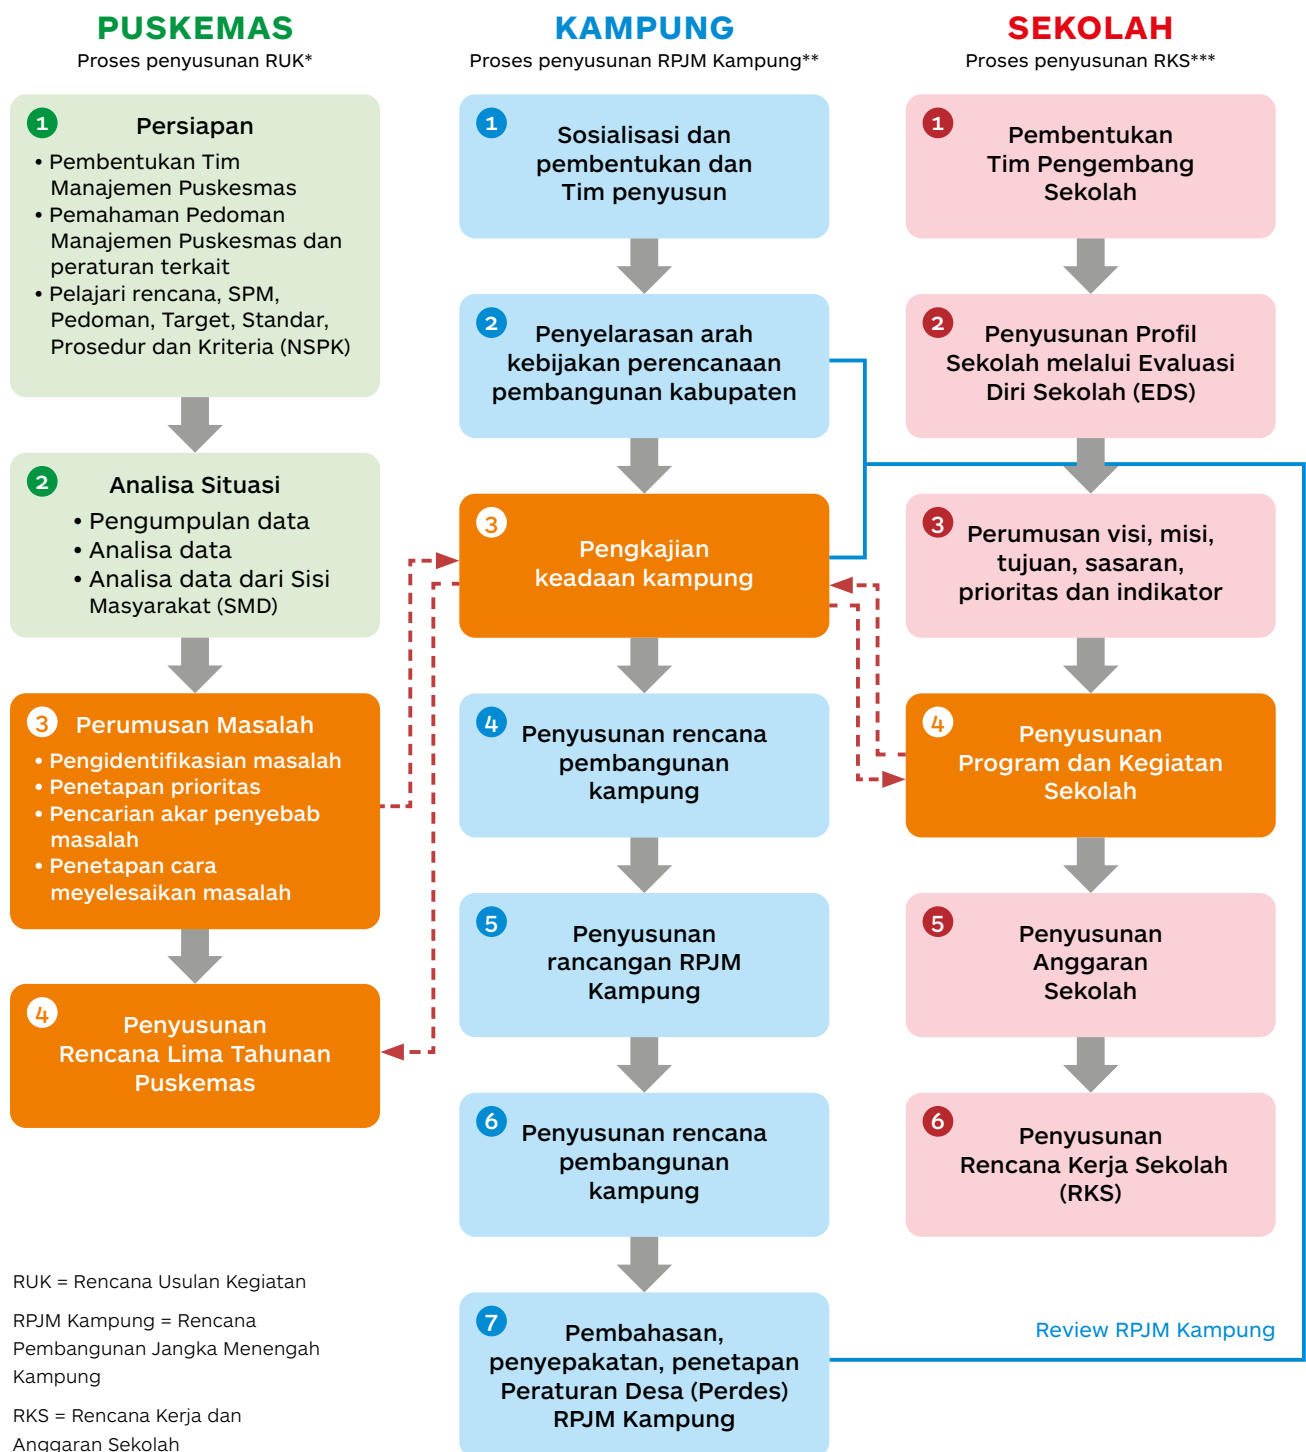 PUSKEMAS
Proses penyusunan RUK*
1
Persiapan
• Pembentukan Tim
Manajemen Puskesmas
• Pemahaman Pedoman
Manajemen Puskesmas dan
peraturan terkait
• Pelajari rencana, SPM,
Pedoman, Target, Standar,
Prosedur dan Kriteria (NSPK)
2
Analisa Situasi
• Pengumpulan data
• Analisa data
• Analisa data dari Sisi
Masyarakat (SMD)
3
Perumusan Masalah
• Pengidentifikasian masalah
• Penetapan prioritas
• Pencarian akar penyebab
masalah
• Penetapan cara
meyelesaikan masalah
4
Penyusunan
Rencana Lima Tahunan
Puskemas
KAMPUNG
Proses penyusunan RPJM Kampung**
1
Sosialisasi dan
pembentukan dan
Tim penyusun
2
Penyelarasan arah
kebijakan perencanaan
pembangunan kabupaten
3
Pengkajian
keadaan kampung
4
Penyusunan rencana
pembangunan
kampung
5
Penyusunan
rancangan RPJM
Kampung
6
Penyusunan rencana
pembangunan
kampung
7
Pembahasan,
penyepakatan, penetapan
Peraturan Desa (Perdes)
RPJM Kampung
SEKOLAH
Proses penyusunan RKS***
1
Pembentukan
Tim Pengembang
Sekolah
2
Penyusunan Profil
Sekolah melalui Evaluasi
Diri Sekolah (EDS)
3
Perumusan visi, misi,
tujuan, sasaran,
prioritas dan indikator
4
Penyusunan
Program dan Kegiatan
Sekolah
5
Penyusunan
Anggaran
Sekolah
6
Penyusunan
Rencana Kerja Sekolah
(RKS)
Review RPJM Kampung
RUK = Rencana Usulan Kegiatan
RPJM Kampung = Rencana
Pembangunan Jangka Menengah
Kampung
RKS = Rencana Kerja dan
Anggaran Sekolah